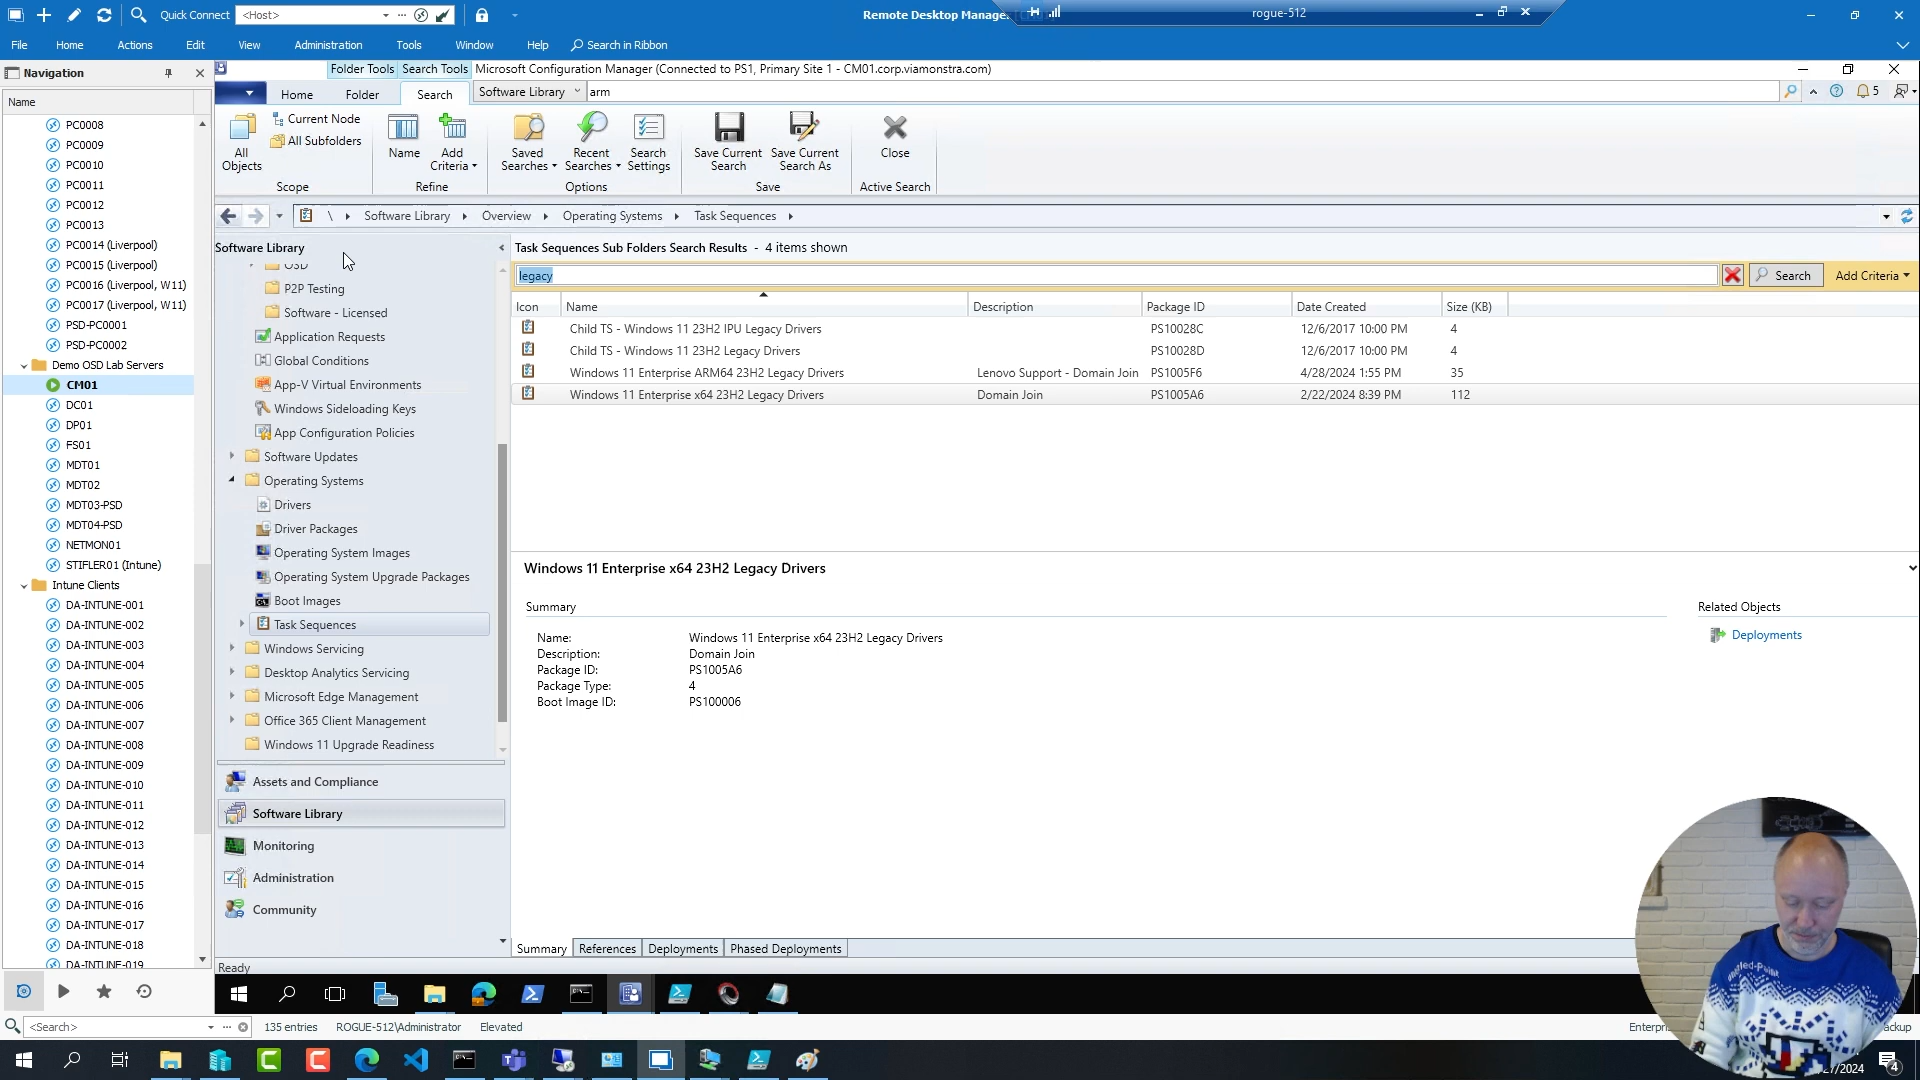 Quick Connect <Host>
Remote Desktop Manage
rogue-512
File Home Actions Edit View Administration Tools Window Help Search in Ribbon
Navigation
Name
PC0008
PC0009
PC0010
PC0011
PC0012
PC0013
PC0014 (Liverpool)
PC0015 (Liverpool)
PC0016 (Liverpool, W11)
PC0017 (Liverpool, W11)
PSD-PC0001
PSD-PC0002
Demo OSD Lab Servers
CM01
DC01
DP01
FS01
MDT01
MDT02
MDT03-PSD
MDT04-PSD
NETMON01
STIFLER01 (Intune)
Intune Clients
DA-INTUNE-001
DA-INTUNE-002
DA-INTUNE-003
DA-INTUNE-004
DA-INTUNE-005
DA-INTUNE-006
DA-INTUNE-007
DA-INTUNE-008
DA-INTUNE-009
DA-INTUNE-010
DA-INTUNE-011
DA-INTUNE-012
DA-INTUNE-013
DA-INTUNE-014
DA-INTUNE-015
DA-INTUNE-016
DA-INTUNE-017
DA-INTUNE-018
DA-INTUNE-019
Folder Tools Search Tools Microsoft Configuration Manager (Connected to PS1, Primary Site 1 - CM01.corp.viamonstra.com)
Home Folder Search Software Library arm
5
All Objects
Current Node
All Subfolders
Scope
Name
Add Criteria
Refine
Saved Searches
Recent Searches
Search Settings
Options
Save Current Search
Save Current Search As
Save
Close
Active Search
\ Software Library Overview Operating Systems Task Sequences
Software Library
OSD
P2P Testing
Software - Licensed
Application Requests
Global Conditions
App-V Virtual Environments
Windows Sideloading Keys
App Configuration Policies
Software Updates
Operating Systems
Drivers
Driver Packages
Operating System Images
Operating System Upgrade Packages
Boot Images
Task Sequences
Windows Servicing
Desktop Analytics Servicing
Microsoft Edge Management
Office 365 Client Management
Windows 11 Upgrade Readiness
Assets and Compliance
Software Library
Monitoring
Administration
Community
Task Sequences Sub Folders Search Results - 4 items shown
legacy
Search Add Criteria
Icon Name Description Package ID Date Created Size (KB)
Child TS - Windows 11 23H2 IPU Legacy Drivers PS10028C 12/6/2017 10:00 PM 4
Child TS - Windows 11 23H2 Legacy Drivers PS10028D 12/6/2017 10:00 PM 4
Windows 11 Enterprise ARM64 23H2 Legacy Drivers Lenovo Support - Domain Join PS1005F6 4/28/2024 1:55 PM 35
Windows 11 Enterprise x64 23H2 Legacy Drivers Domain Join PS1005A6 2/22/2024 8:39 PM 112
Windows 11 Enterprise x64 23H2 Legacy Drivers
Summary
Related Objects
Deployments
Name: Windows 11 Enterprise x64 23H2 Legacy Drivers
Description: Domain Join
Package ID: PS1005A6
Package Type: 4
Boot Image ID: PS100006
Summary References Deployments Phased Deployments
Ready
<Search> 135 entries ROGUE-512\Administrator Elevated
4